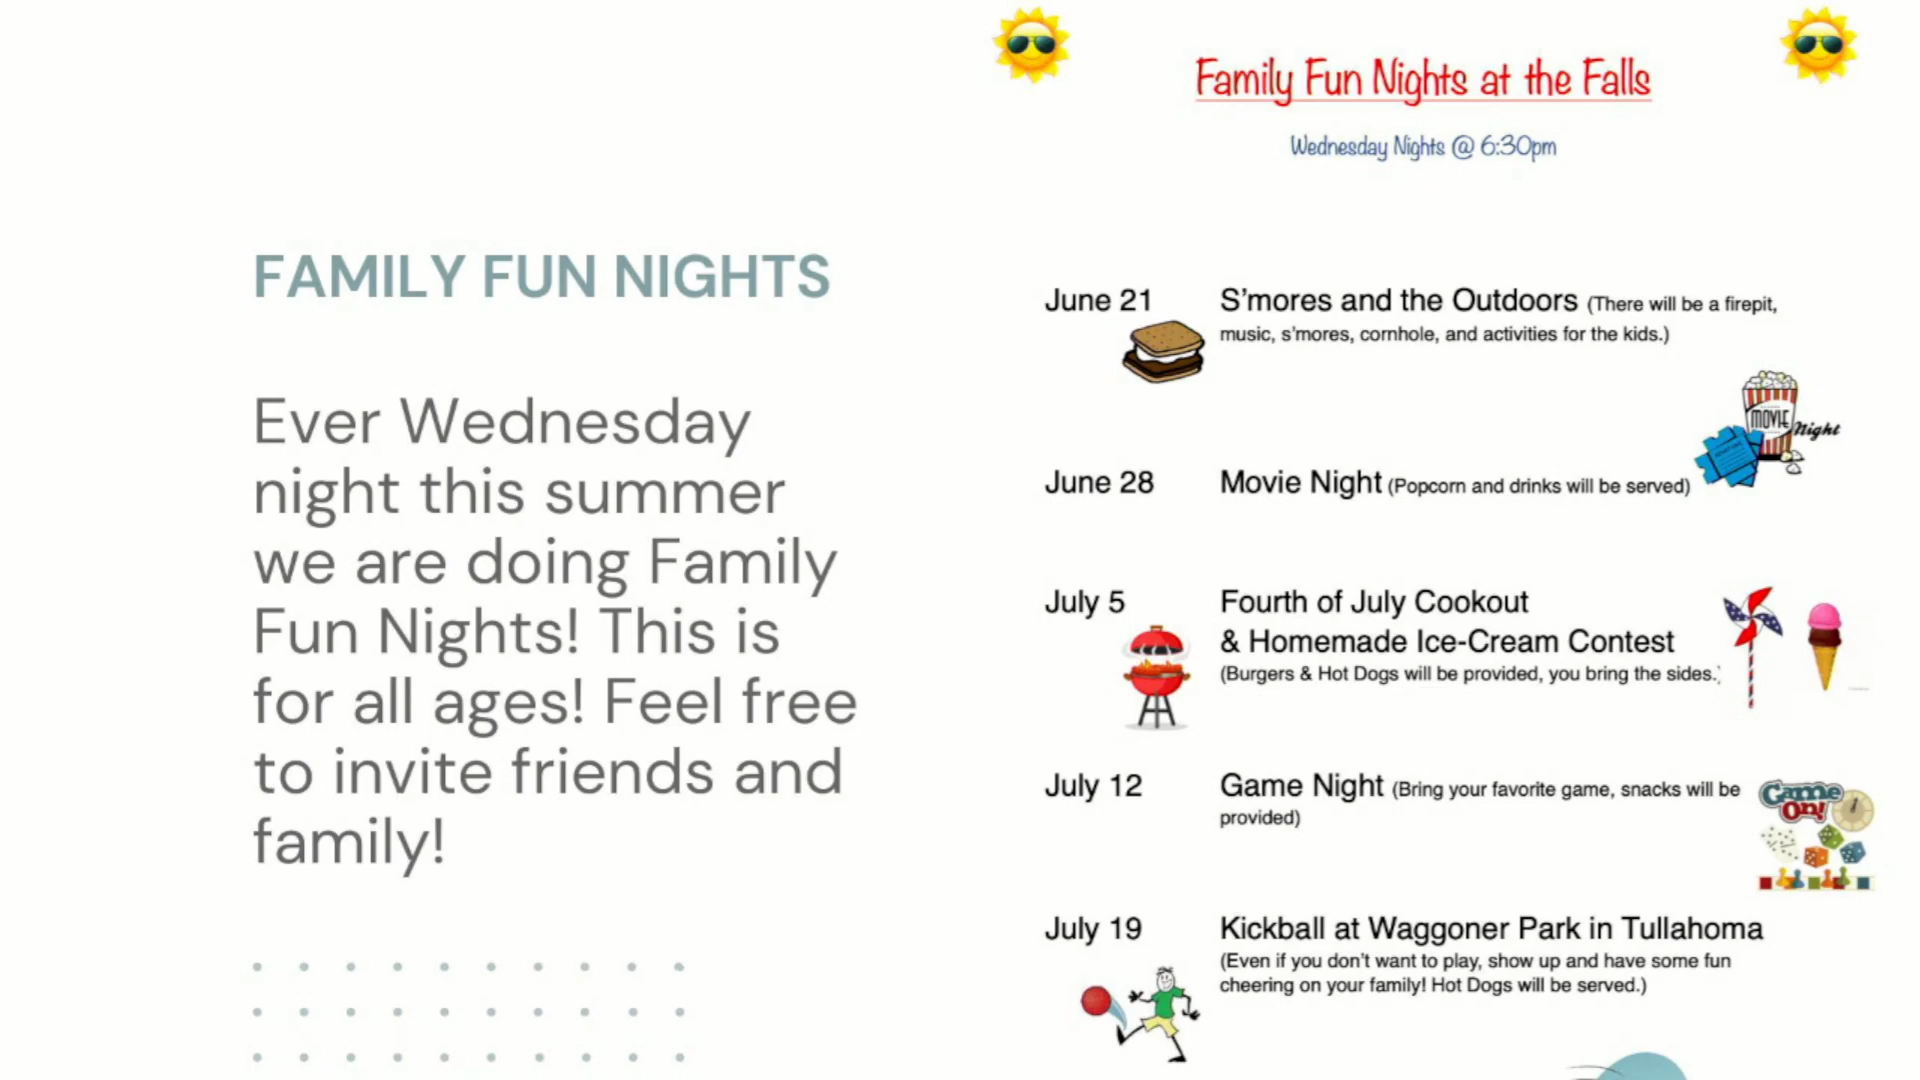 FAMILY FUN NIGHTS
Ever Wednesday
night this summer
we are doing Family
Fun Nights! This is
for all ages! Feel free
to invite friends and
family!
Family Fun Nights at the Falls
Wednesday Nights @ 6:30pm
June 21 S'mores and the Outdoors (There will be a firepit,
music, s'mores, cornhole, and activities for the kids.)
MOVIE
Night
June 28 Movie Night (Popcorn and drinks will be served)
July 5 Fourth of July Cookout
& Homemade Ice-Cream Contest
(Burgers & Hot Dogs will be provided, you bring the sides.)
July 12 Game Night (Bring your favorite game, snacks will be
provided)
Game
On!
July 19 Kickball at Waggoner Park in Tullahoma
(Even if you don't want to play, show up and have some fun
cheering on your family! Hot Dogs will be served.)